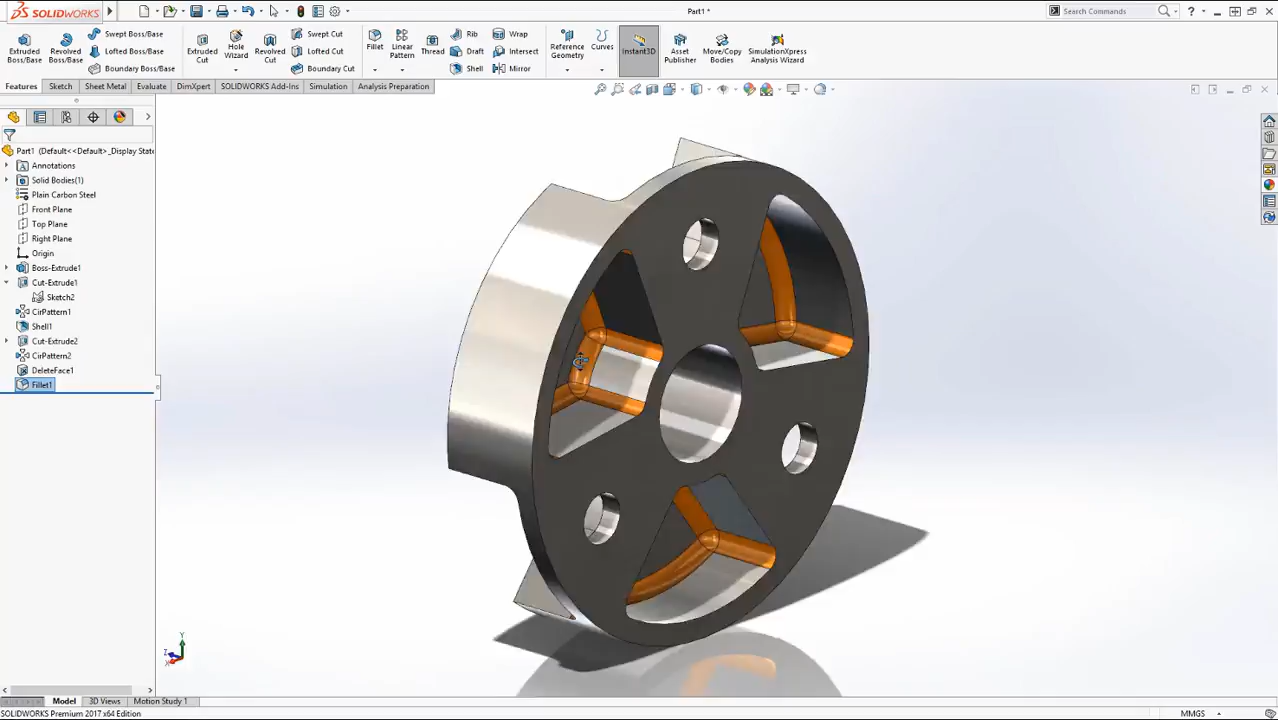 SOLIDWORKS
Part1 *
Search Commands
Extruded Boss/Base
Revolved Boss/Base
Swept Boss/Base
Lofted Boss/Base
Boundary Boss/Base
Extruded Cut
Hole Wizard
Revolved Cut
Swept Cut
Lofted Cut
Boundary Cut
Fillet
Linear Pattern
Thread
Rib
Draft
Shell
Wrap
Intersect
Mirror
Reference Geometry
Curves
Instant3D
Asset Publisher
Move/Copy Bodies
SimulationXpress Analysis Wizard
Features
Sketch
Sheet Metal
Evaluate
DimXpert
SOLIDWORKS Add-Ins
Simulation
Analysis Preparation
Part1 (Default<<Default>_Display State
Annotations
Solid Bodies(1)
Plain Carbon Steel
Front Plane
Top Plane
Right Plane
Origin
Boss-Extrude1
Cut-Extrude1
Sketch2
CirPattern1
Shell1
Cut-Extrude2
CirPattern2
DeleteFace1
Fillet1
Y
Z
X
Model
3D Views
Motion Study 1
SOLIDWORKS Premium 2017 x64 Edition
MMGS